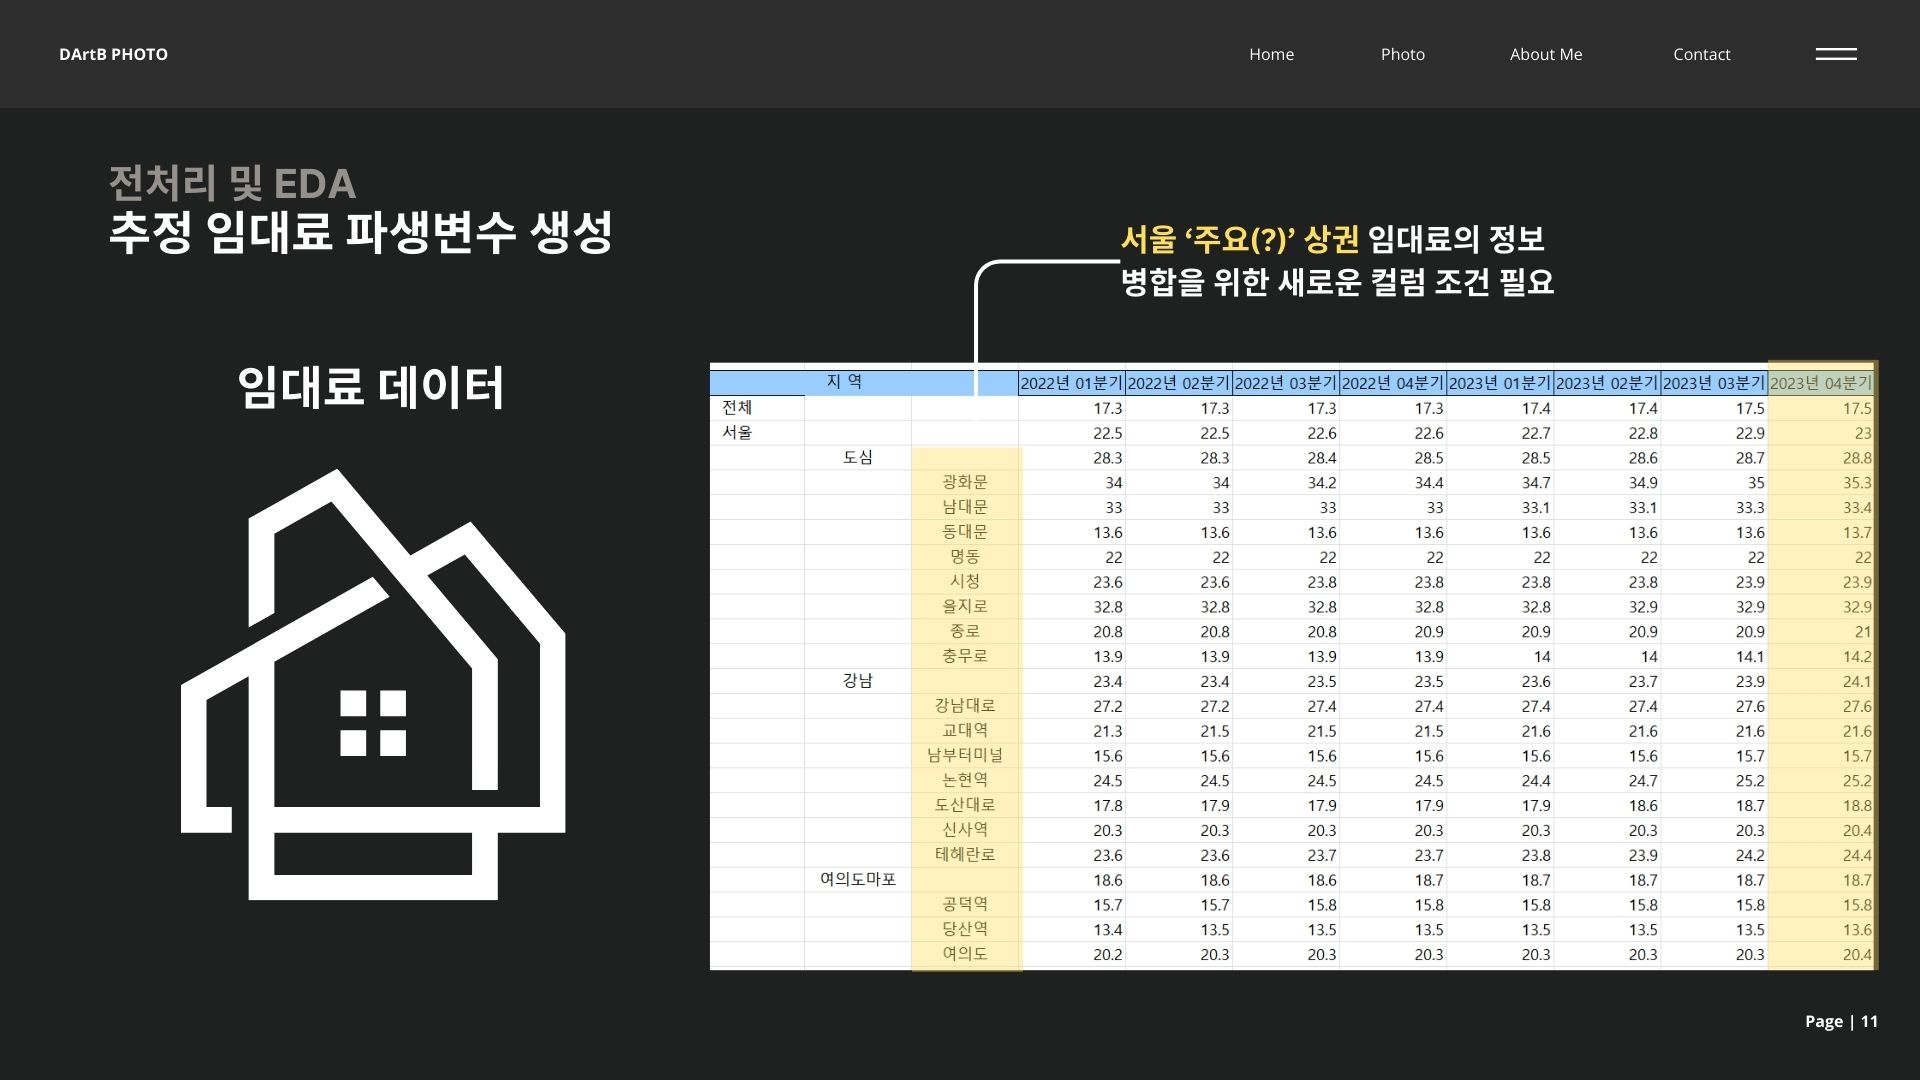 DArtB PHOTO
Home Photo About Me Contact
전처리 및 EDA
추정 임대료 파생변수 생성
서울 ‘주요(?)’ 상권 임대료의 정보
병합을 위한 새로운 컬럼 조건 필요
임대료 데이터
지 역 2022년 01분기 2022년 02분기 2022년 03분기 2022년 04분기 2023년 01분기 2023년 02분기 2023년 03분기 2023년 04분기
전체 17.3 17.3 17.3 17.3 17.4 17.4 17.5 17.5
서울 22.5 22.5 22.6 22.6 22.7 22.8 22.9 23
도심 28.3 28.3 28.4 28.5 28.5 28.6 28.7 28.8
광화문 34 34 34.2 34.4 34.7 34.9 35 35.3
남대문 33 33 33 33 33.1 33.1 33.3 33.4
동대문 13.6 13.6 13.6 13.6 13.6 13.6 13.6 13.7
명동 22 22 22 22 22 22 22 22
시청 23.6 23.6 23.8 23.8 23.8 23.8 23.9 23.9
을지로 32.8 32.8 32.8 32.8 32.8 32.9 32.9 32.9
종로 20.8 20.8 20.8 20.9 20.9 20.9 20.9 21
충무로 13.9 13.9 13.9 13.9 14 14 14.1 14.2
강남 23.4 23.4 23.5 23.5 23.6 23.7 23.9 24.1
강남대로 27.2 27.2 27.4 27.4 27.4 27.4 27.6 27.6
교대역 21.3 21.5 21.5 21.5 21.6 21.6 21.6 21.6
남부터미널 15.6 15.6 15.6 15.6 15.6 15.6 15.7 15.7
논현역 24.5 24.5 24.5 24.5 24.4 24.7 25.2 25.2
도산대로 17.8 17.9 17.9 17.9 17.9 18.6 18.7 18.8
신사역 20.3 20.3 20.3 20.3 20.3 20.3 20.3 20.4
테헤란로 23.6 23.6 23.7 23.7 23.8 23.9 24.2 24.4
여의도마포 18.6 18.6 18.6 18.7 18.7 18.7 18.7 18.7
공덕역 15.7 15.7 15.8 15.8 15.8 15.8 15.8 15.8
당산역 13.4 13.5 13.5 13.5 13.5 13.5 13.5 13.6
여의도 20.2 20.3 20.3 20.3 20.3 20.3 20.3 20.4
Page | 11